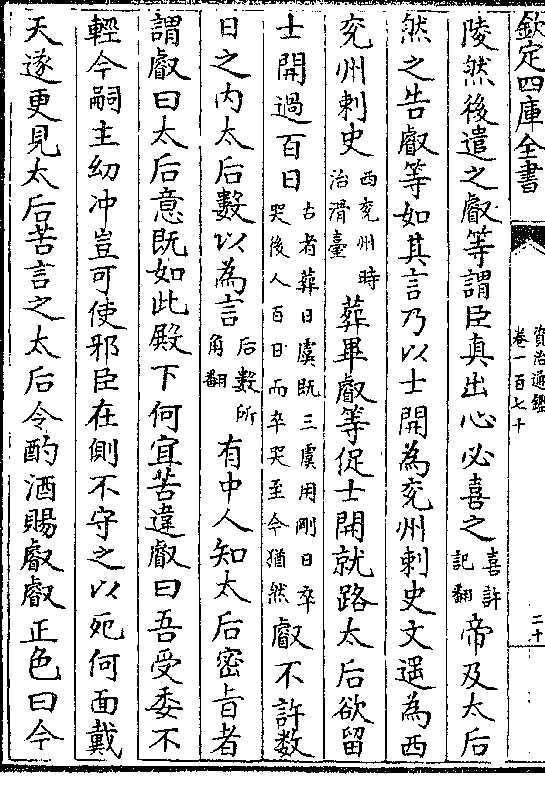 欽定四庫全書
資治通鑑
卷一百七十
二十
陵然後遣之叡等謂臣真出心必喜之喜許記翻帝及太后
然之告叡等如其言乃以士開為兖州刺史文遥為西
兖州刺史西兖州時治滑臺葬畢叡等促士開就路太后欲留
士開過百日古者葬日虞既三虞用剛日卒哭後人百日而卒哭至今猶然叡不許數
日之内太后數以為言后數所角翻有中人知太后密旨者
謂叡曰太后意既如此殿下何宜苦違叡曰吾受委不
輕今嗣主幼冲豈可使邪臣在側不守之以死何面戴
天遂更見太后苦言之太后令酌酒賜叡叡正色曰今